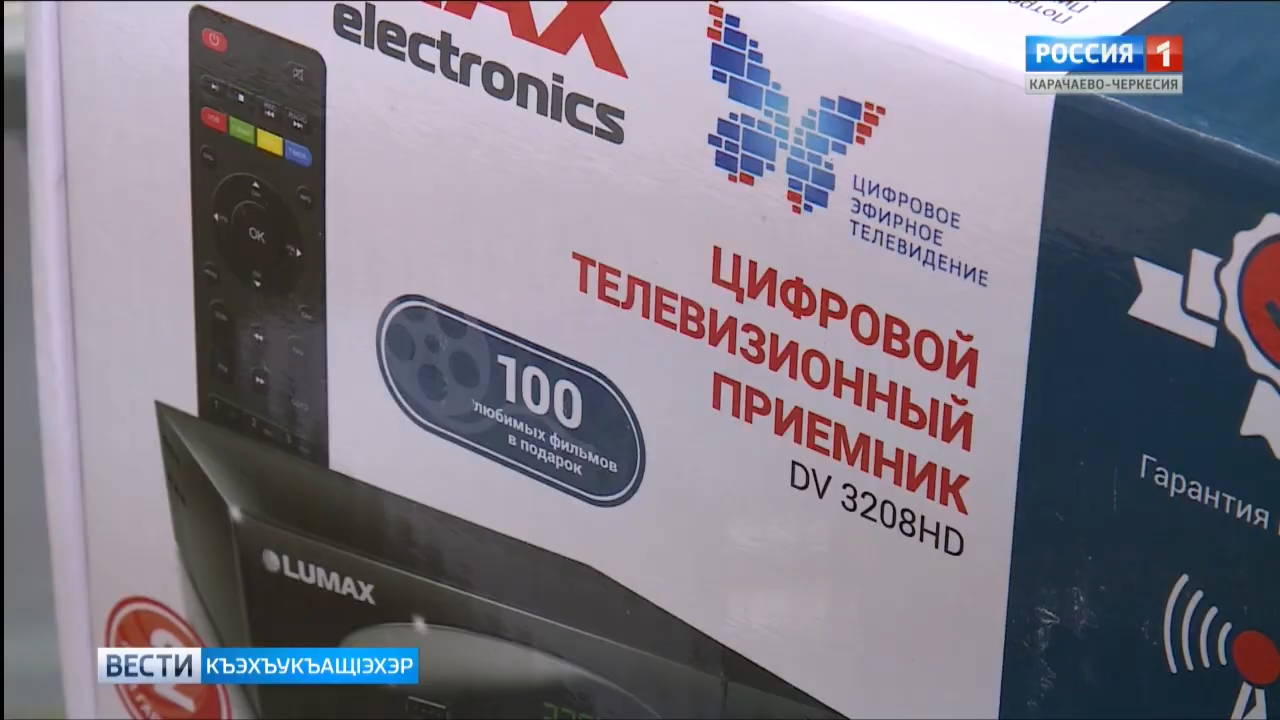 electronics
РОССИЯ 1
КАРАЧАЕВО-ЧЕРКЕСИЯ
ЦИФРОВОЕ
ЭФИРНОЕ
ТЕЛЕВИДЕНИЕ
ЦИФРОВОЙ
ТЕЛЕВИЗИОННЫЙ
ПРИЕМНИК
DV 3208HD
100
любимых фильмов
в подарок
OK
Гарантия
LUMAX
ВЕСТИ КЪЭХЪУКЪАЩІЭХЭР